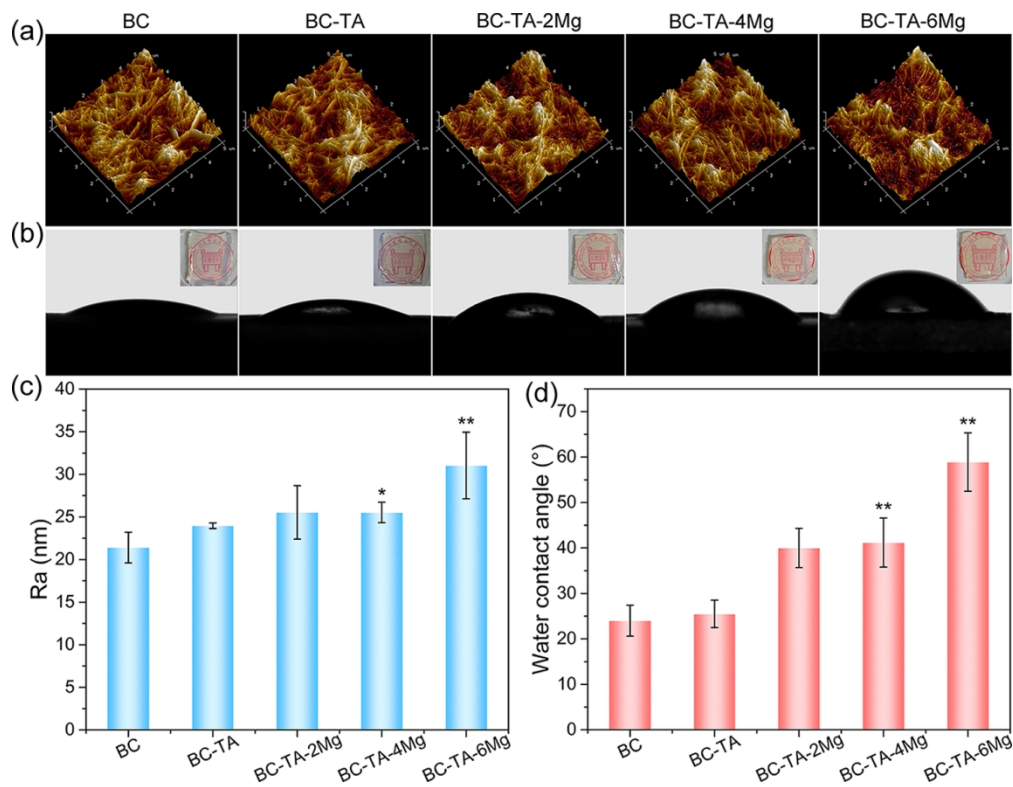 (a)
BC
BC-TA
BC-TA-2Mg
BC-TA-4Mg
BC-TA-6Mg
(b)
(c)
Ra (nm)
40
35
30
25
20
15
10
5
0
*
**
BC
BC-TA
BC-TA-2Mg
BC-TA-4Mg
BC-TA-6Mg
(d)
Water contact angle (°)
70
60
50
40
30
20
10
0
**
**
BC
BC-TA
BC-TA-2Mg
BC-TA-4Mg
BC-TA-6Mg